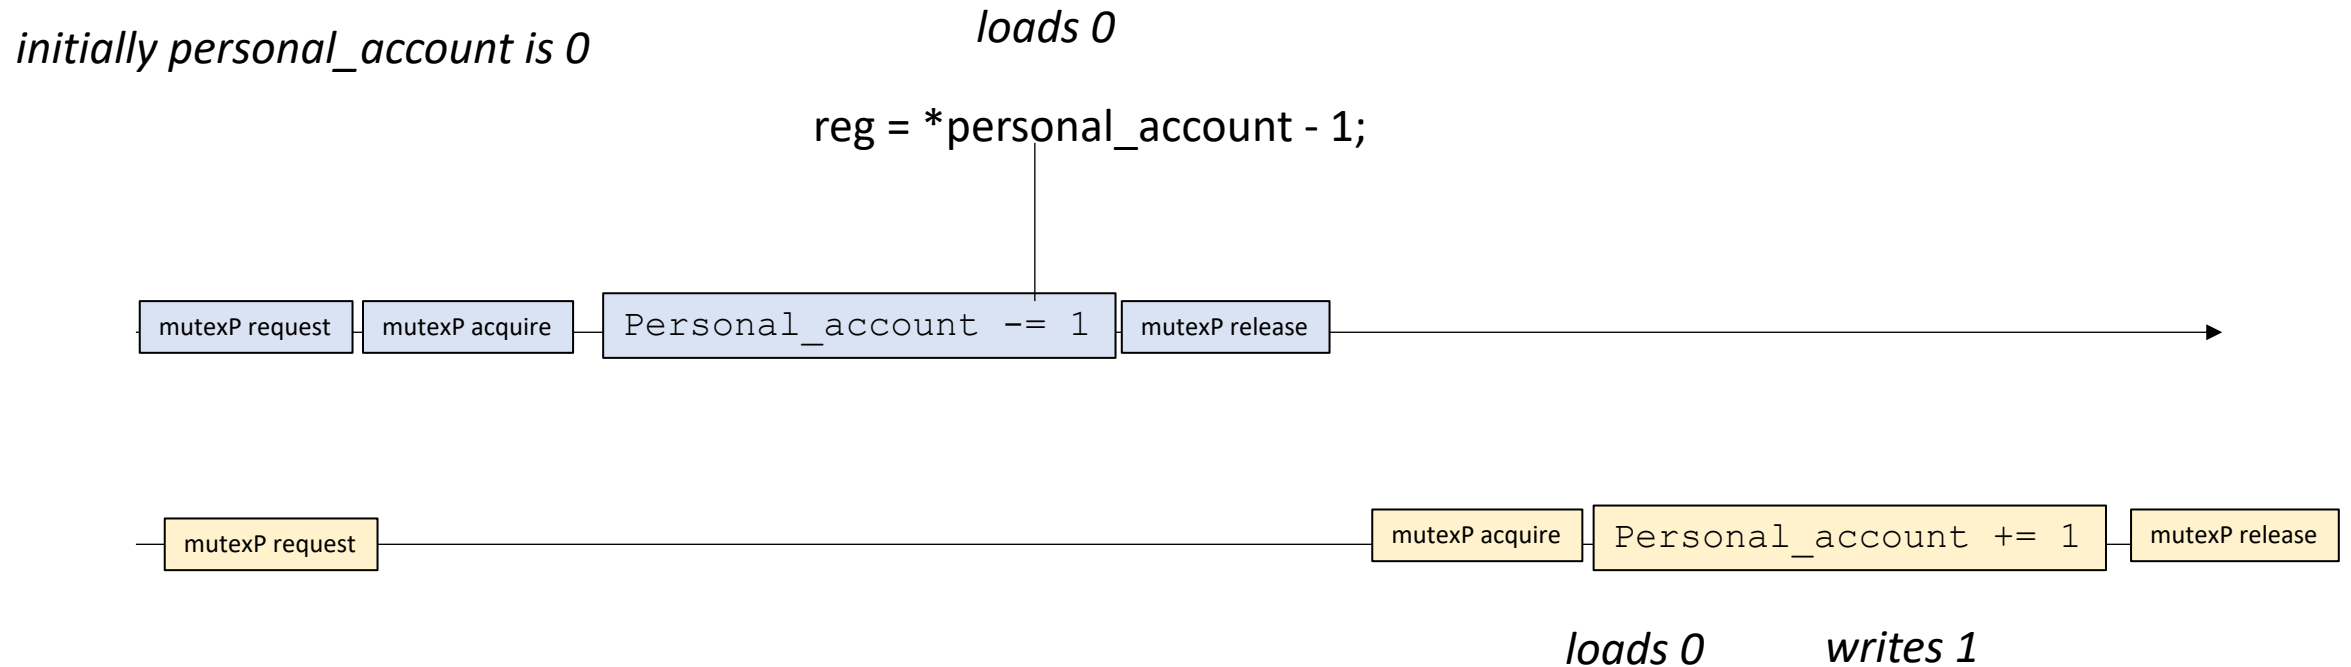 loads 0
initially personal_account is 0
reg = *personal_account - 1;
mutexP request
mutexP acquire
Personal_account -= 1
mutexP release
mutexP request
mutexP acquire
Personal_account += 1
mutexP release
loads 0
writes 1